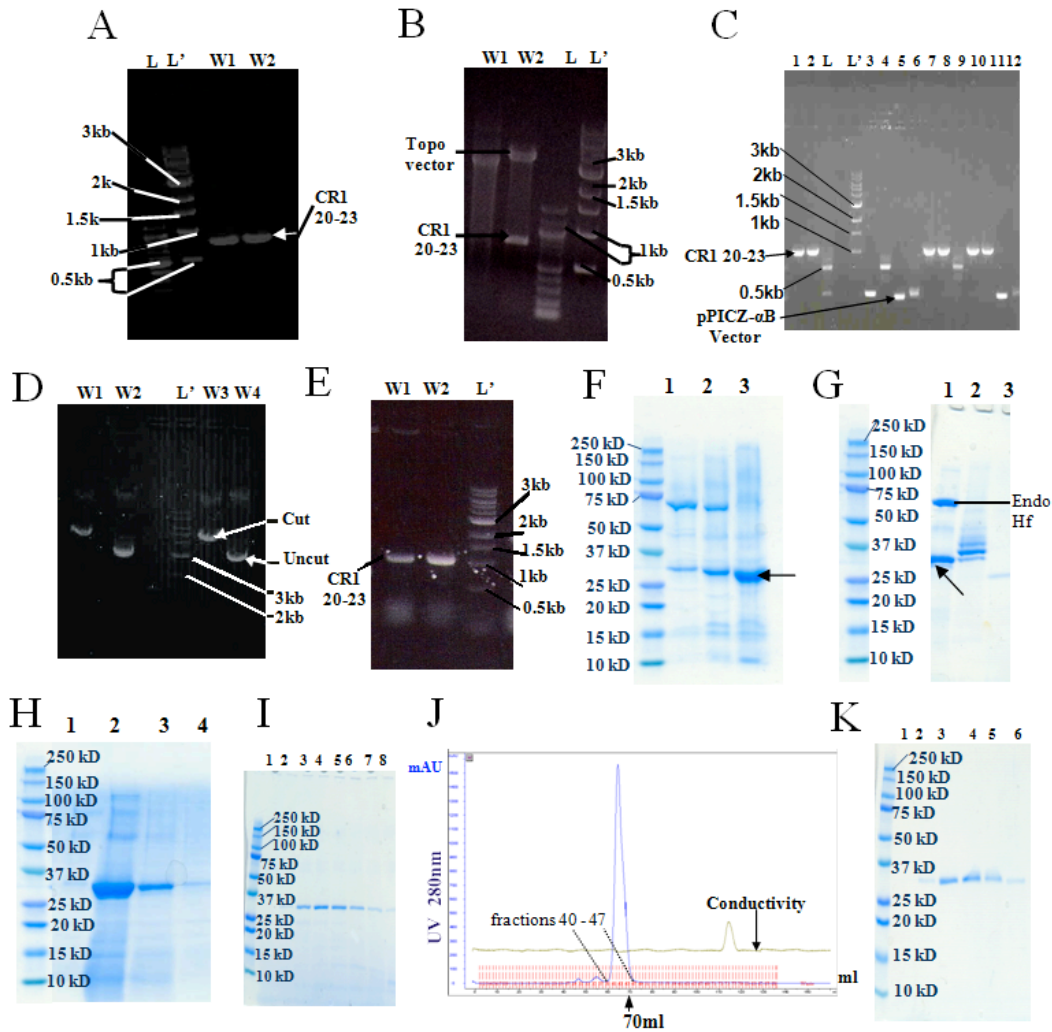 A
L L' W1 W2
3kb
2k
1.5k
1kb
0.5kb
CR1
20-23
B
W1 W2 L L'
Topo
vector
CR1
20-23
3kb
2kb
1.5kb
1kb
0.5kb
C
1 2 L L' 3 4 5 6 7 8 9 10 11 12
3kb
2kb
1.5kb
1kb
CR1 20-23
0.5kb
pPICZ-αB
Vector
D
W1 W2 L' W3 W4
Cut
Uncut
3kb
2kb
E
W1 W2 L'
3kb
2kb
1.5kb
1kb
0.5kb
CR1
20-23
F
1 2 3
250 kD
150 kD
100 kD
75 kD
50 kD
37 kD
25 kD
20 kD
15 kD
10 kD
G
1 2 3
250 kD
150 kD
100 kD
75 kD
50 kD
37 kD
25 kD
20 kD
15 kD
10 kD
Endo
Hf
H
1 2 3 4
250 kD
150 kD
100 kD
75 kD
50 kD
37 kD
25 kD
20 kD
15 kD
10 kD
I
1 2 3 4 5 6 7 8
250 kD
150 kD
100 kD
75 kD
50 kD
37 kD
25 kD
20 kD
15 kD
10 kD
J
mAU
UV 280nm
fractions 40 - 47
Conductivity
ml
70ml
K
1 2 3 4 5 6
250 kD
150 kD
100 kD
75 kD
50 kD
37 kD
25 kD
20 kD
15 kD
10 kD